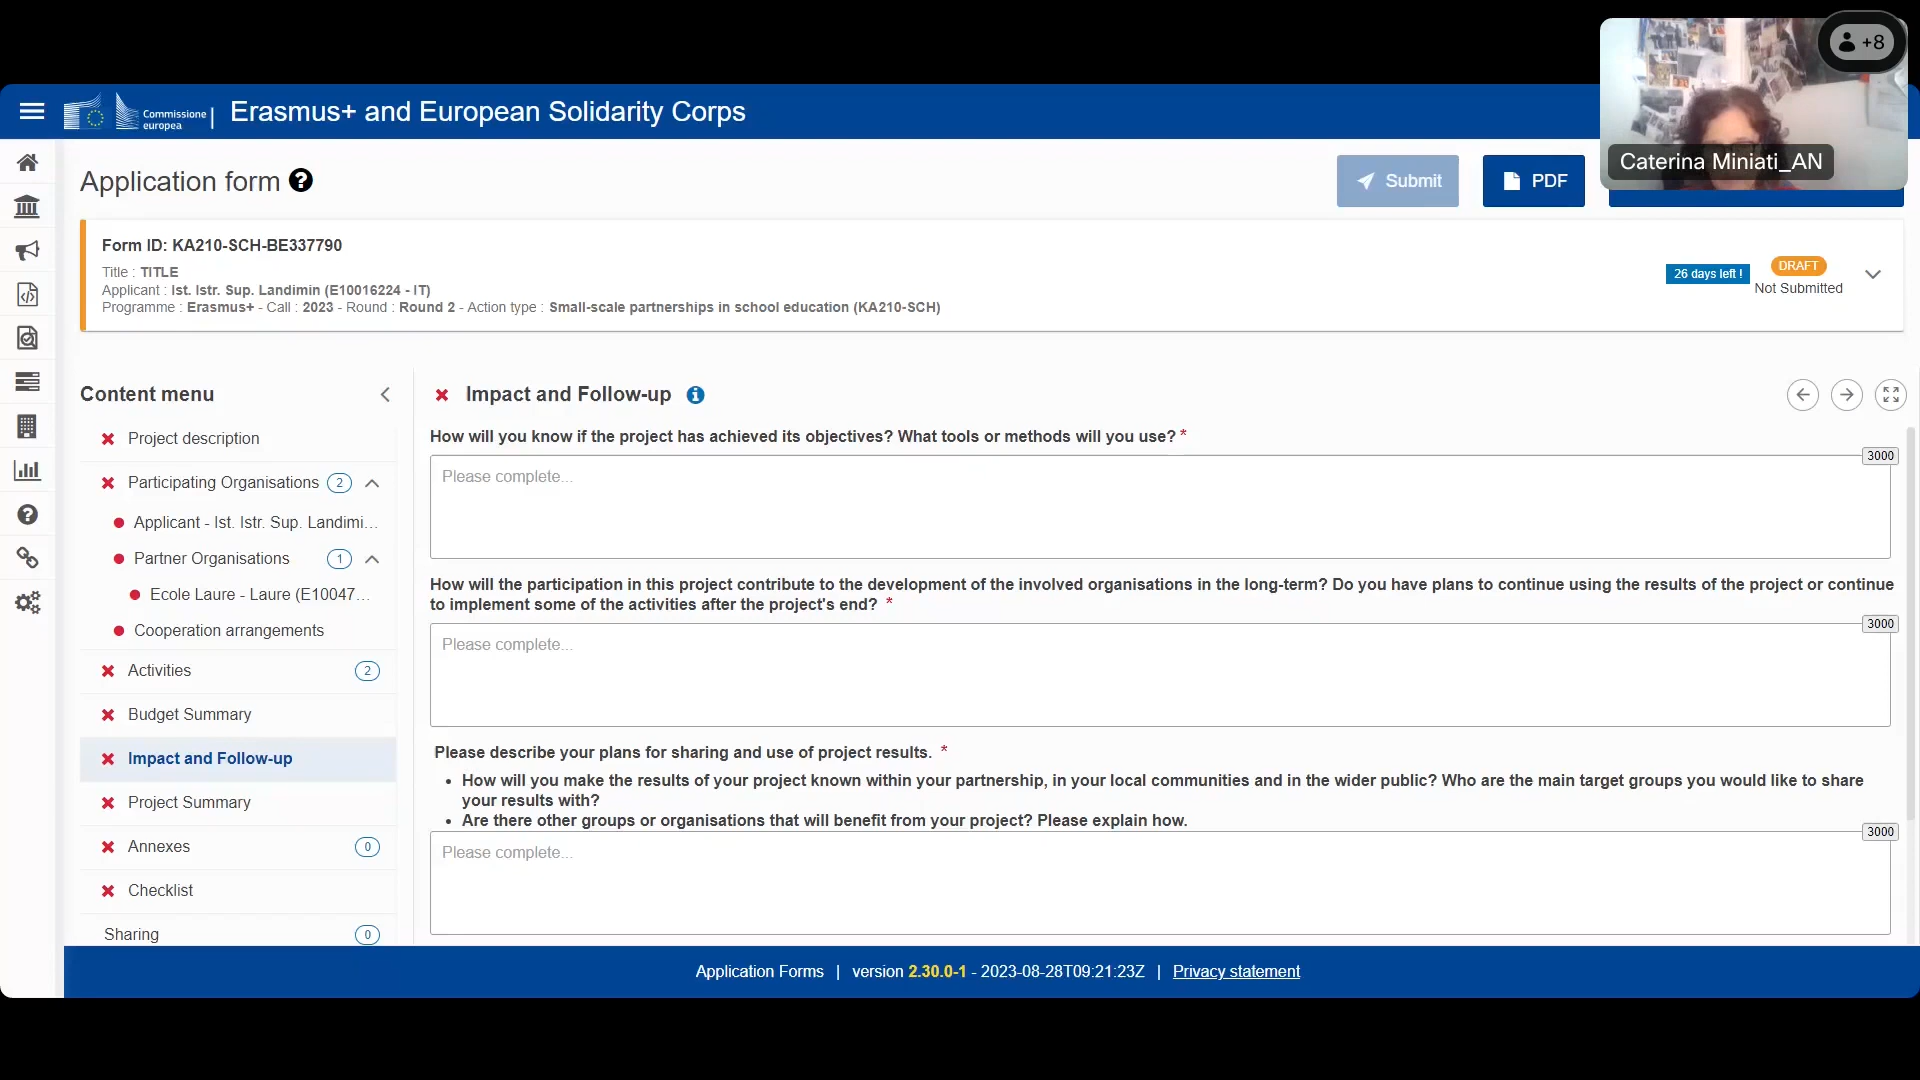 +8
Caterina Miniati_AN
Commissione
europea
Erasmus+ and European Solidarity Corps
Application form
Submit
PDF
Form ID: KA210-SCH-BE337790
Title : TITLE
Applicant : Ist. Istr. Sup. Landimin (E10016224 - IT)
Programme : Erasmus+ - Call : 2023 - Round : Round 2 - Action type : Small-scale partnerships in school education (KA210-SCH)
26 days left !
DRAFT
Not Submitted
Content menu
Project description
Participating Organisations 2
Applicant - Ist. Istr. Sup. Landimi...
Partner Organisations 1
Ecole Laure - Laure (E10047...
Cooperation arrangements
Activities 2
Budget Summary
Impact and Follow-up
Project Summary
Annexes 0
Checklist
Sharing 0
Impact and Follow-up
How will you know if the project has achieved its objectives? What tools or methods will you use? *
3000
Please complete...
How will the participation in this project contribute to the development of the involved organisations in the long-term? Do you have plans to continue using the results of the project or continue
to implement some of the activities after the project's end? *
3000
Please complete...
Please describe your plans for sharing and use of project results. *
• How will you make the results of your project known within your partnership, in your local communities and in the wider public? Who are the main target groups you would like to share
your results with?
• Are there other groups or organisations that will benefit from your project? Please explain how.
3000
Please complete...
Application Forms | version 2.30.0-1 - 2023-08-28T09:21:23Z | Privacy statement